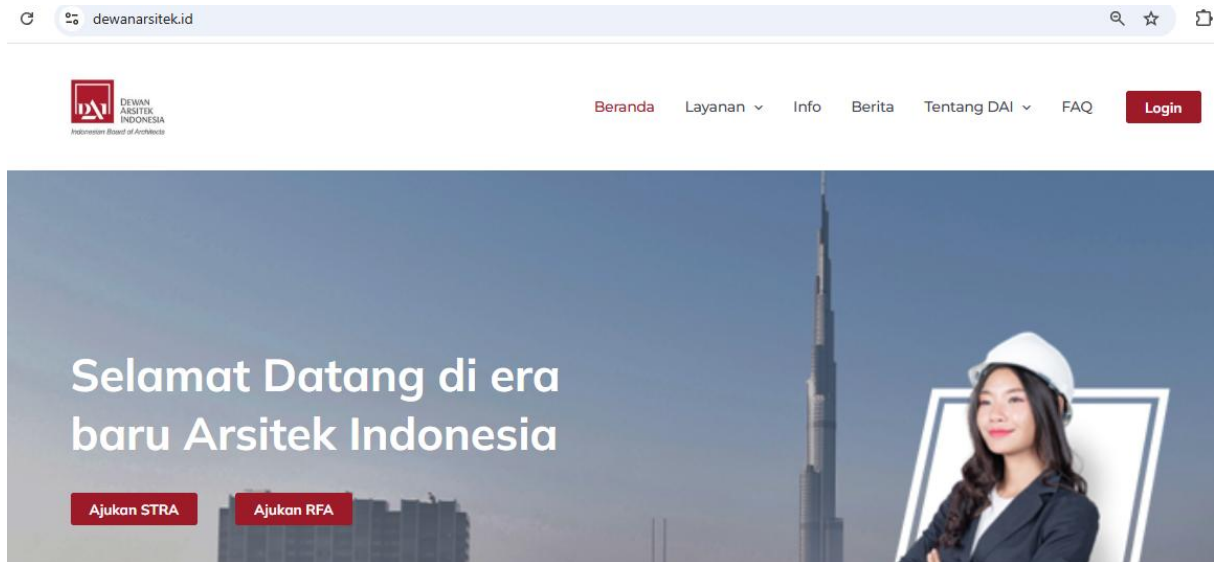 dewanarsitek.id
DEWAN
ARSITEK
INDONESIA
Indonesian Board of Architects
Beranda Layanan Info Berita Tentang DAI FAQ Login
Selamat Datang di era
baru Arsitek Indonesia
Ajukan STRA Ajukan RFA